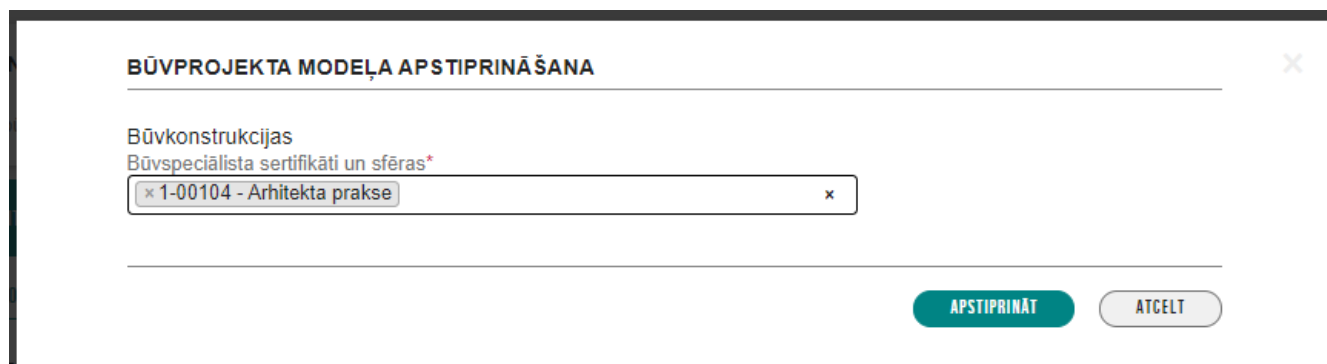 BŪVPROJEKTA MODEĻA APSTIPRINĀŠANA
Būvkonstrukcijas
Būvspeciālista sertifikāti un sfēras*
× 1-00104 - Arhitekta prakse ×
APSTIPRINĀT ATCELT